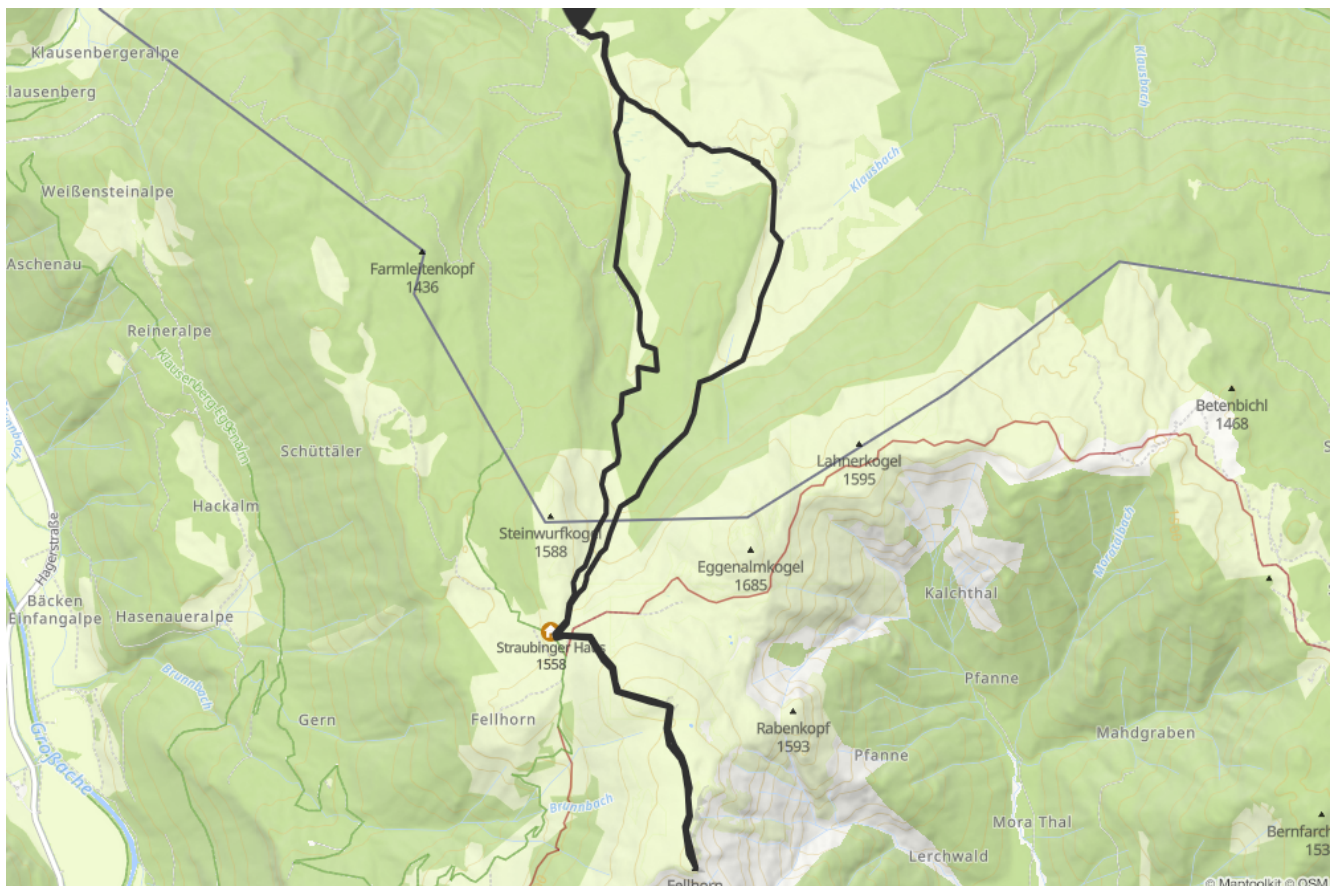 Klausenbergeralpe
lausenberg
Klausbach
Weißensteinalpe
Klausbach
Aschenau
Farmleitenkopf
1436
Reineralpe
Klausenberg-Eggenalm
Betenbichl
1468
Schüttäler
Lahnerkogel
1595
Hackalm
Steinwurfkogel
1588
Hagerstraße
Eggenalmkogel
1685
Kalchthal
Bäcken
Einfangalpe
Hasenaueralpe
Straubinger Haus
1558
Brunnbach
Pfanne
Gern
Fellhorn
Rabenkopf
1593
Mahdgraben
Pfanne
Großache
Brunnbach
Mora Thal
Bernfarch
153
Lerchwald
Fellhorn
© Maptoolkit © OSM